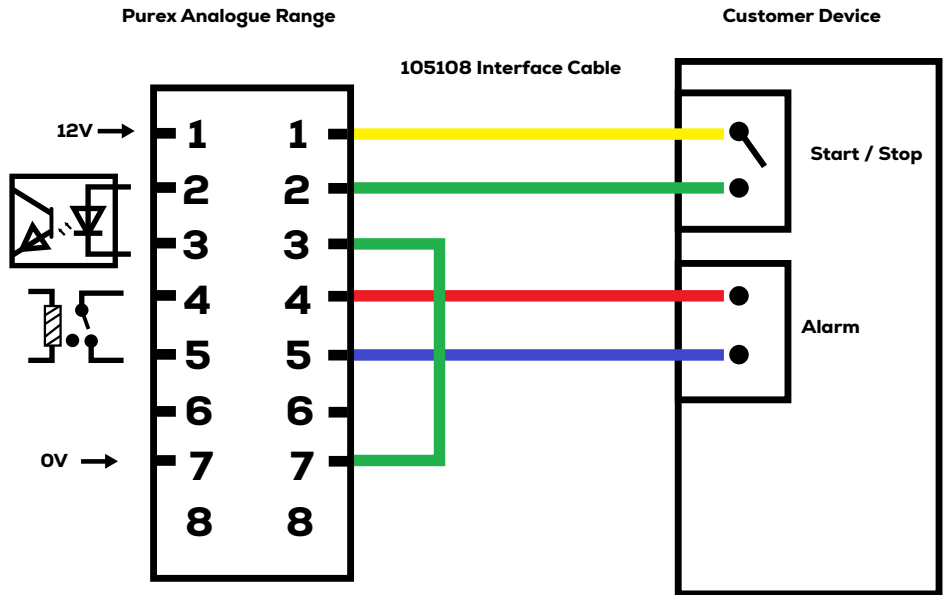 Purex Analogue Range
Customer Device
105108 Interface Cable
12V
1 1
Start / Stop
2 2
3 3
4 4
Alarm
5 5
6 6
0V
7 7
8 8